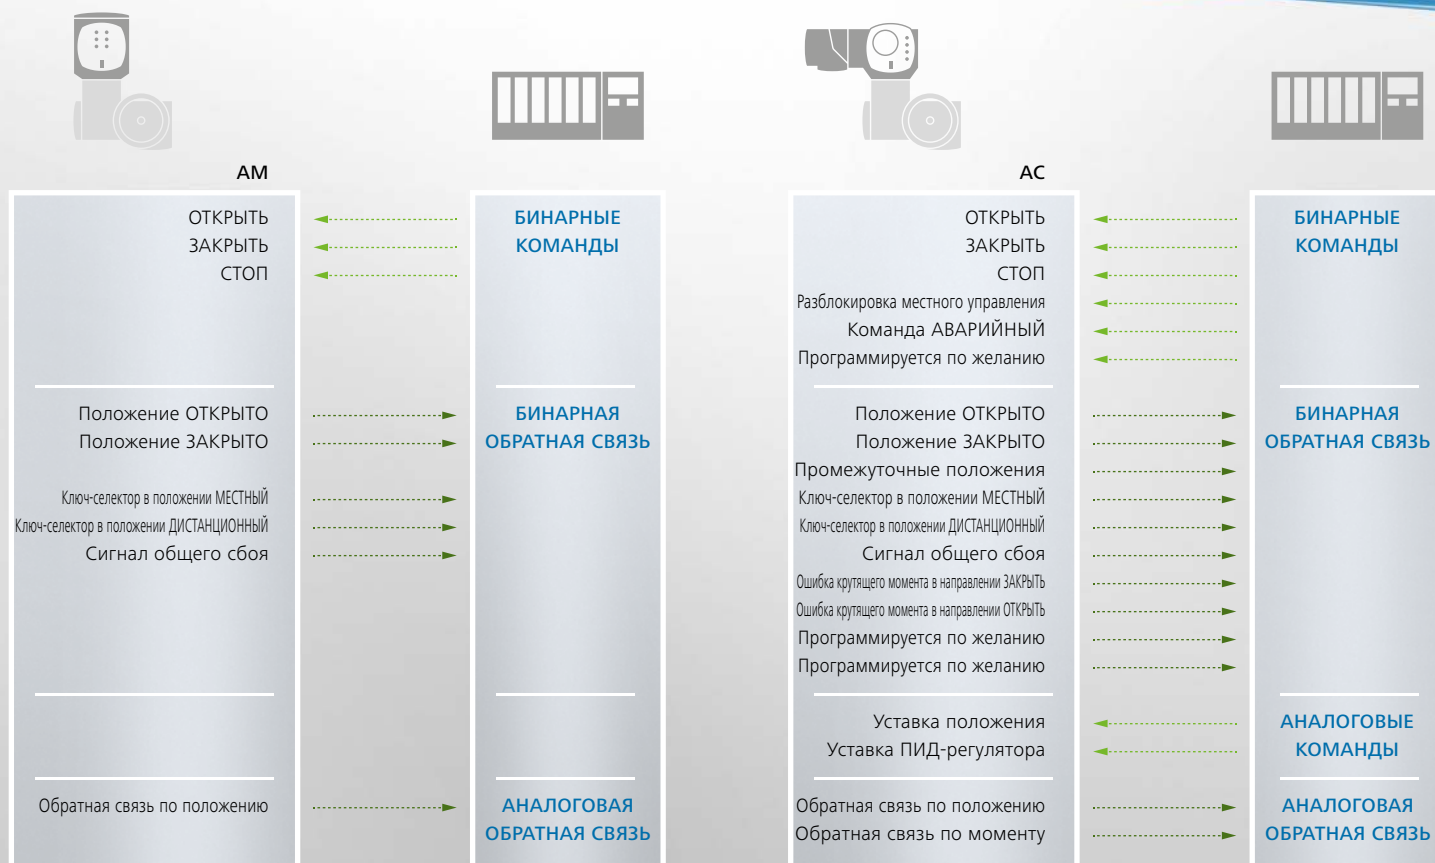 AM
ОТКРЫТЬ
ЗАКРЫТЬ
СТОП
БИНАРНЫЕ
КОМАНДЫ
Положение ОТКРЫТО
Положение ЗАКРЫТО
Ключ-селектор в положении МЕСТНЫЙ
Ключ-селектор в положении ДИСТАНЦИОННЫЙ
Сигнал общего сбоя
БИНАРНАЯ
ОБРАТНАЯ СВЯЗЬ
Обратная связь по положению
АНАЛОГОВАЯ
ОБРАТНАЯ СВЯЗЬ
AC
ОТКРЫТЬ
ЗАКРЫТЬ
СТОП
Разблокировка местного управления
Команда АВАРИЙНЫЙ
Программируется по желанию
БИНАРНЫЕ
КОМАНДЫ
Положение ОТКРЫТО
Положение ЗАКРЫТО
Промежуточные положения
Ключ-селектор в положении МЕСТНЫЙ
Ключ-селектор в положении ДИСТАНЦИОННЫЙ
Сигнал общего сбоя
Ошибка крутящего момента в направлении ЗАКРЫТЬ
Ошибка крутящего момента в направлении ОТКРЫТЬ
Программируется по желанию
Программируется по желанию
БИНАРНАЯ
ОБРАТНАЯ СВЯЗЬ
Уставка положения
Уставка ПИД-регулятора
АНАЛОГОВЫЕ
КОМАНДЫ
Обратная связь по положению
Обратная связь по моменту
АНАЛОГОВАЯ
ОБРАТНАЯ СВЯЗЬ